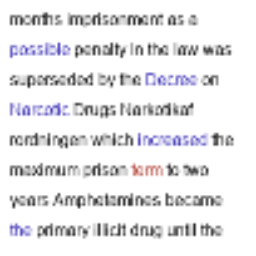 months imprisonment as a
possible penalty in the law was
superseded by the Decree on
Narcotic Drugs Narkotikaf
rordningen which increased the
maximum prison term to two
years Amphetamines became
the primary illicit drug until the